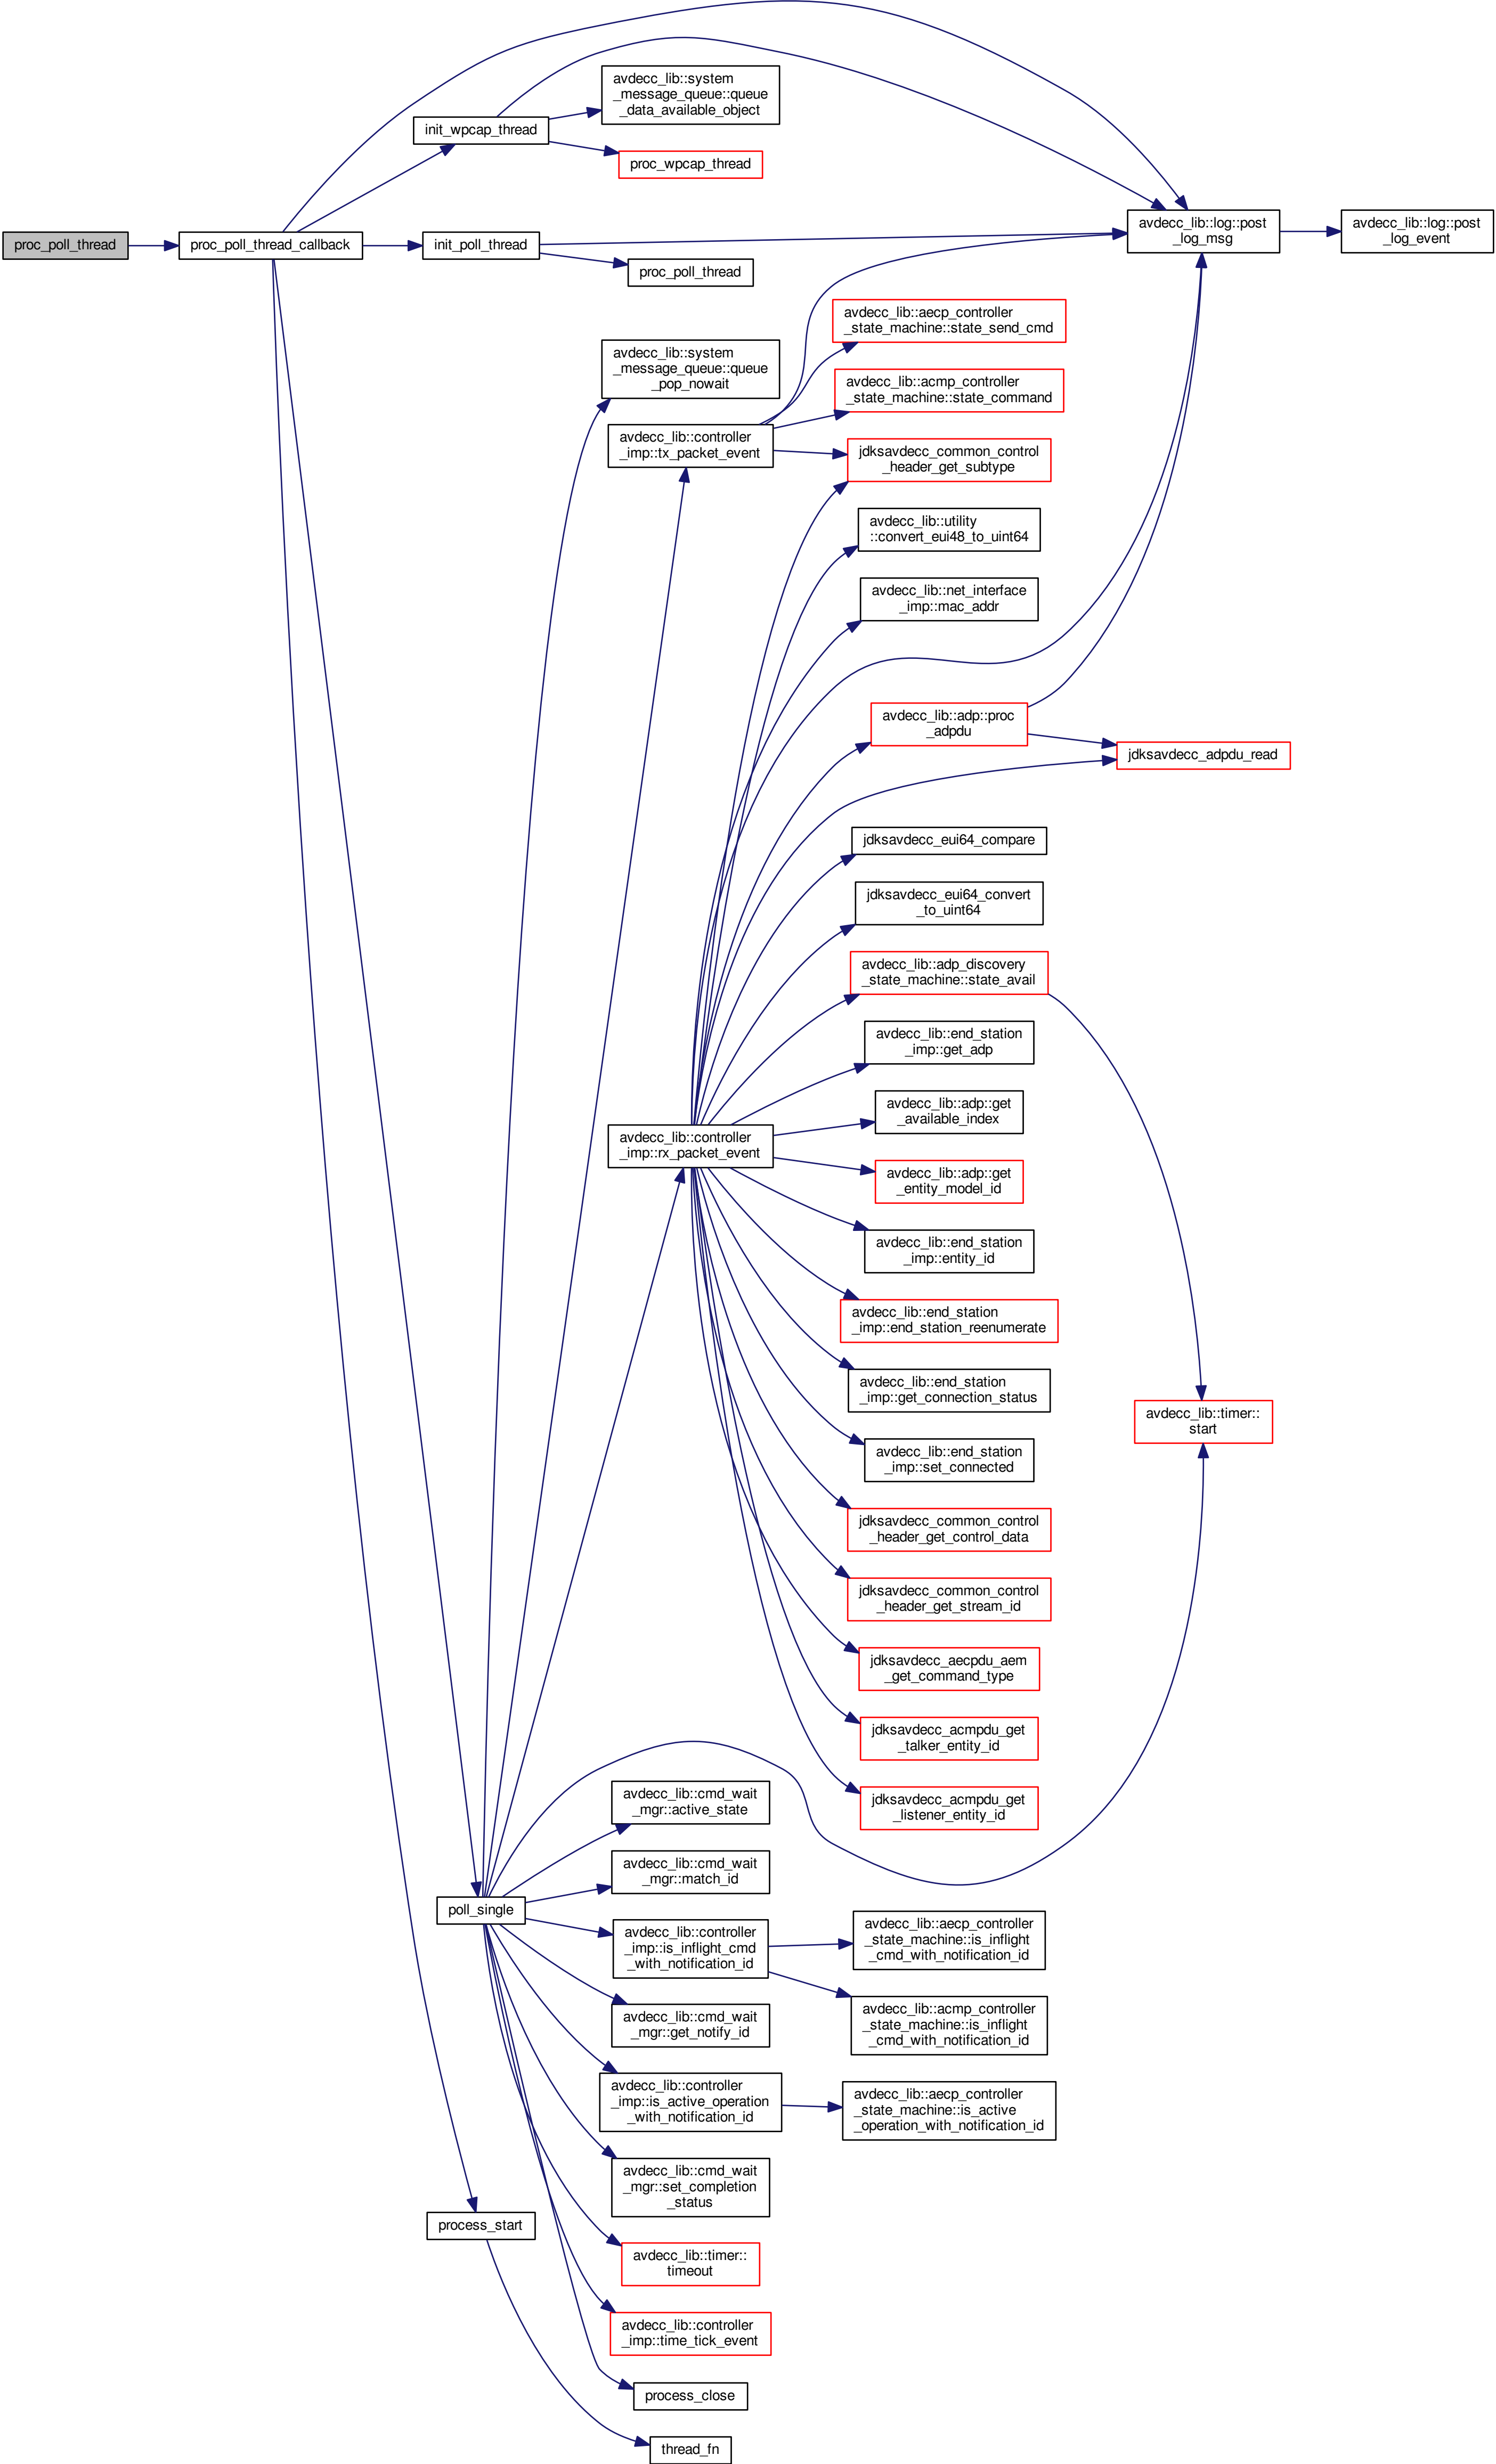 avdecc_lib::system
_message_queue::queue
_data_available_object
init_wpcap_thread
proc_wpcap_thread
proc_poll_thread
proc_poll_thread_callback
init_poll_thread
avdecc_lib::log::post
_log_msg
avdecc_lib::log::post
_log_event
proc_poll_thread
avdecc_lib::aecp_controller
_state_machine::state_send_cmd
avdecc_lib::system
_message_queue::queue
_pop_nowait
avdecc_lib::acmp_controller
_state_machine::state_command
avdecc_lib::controller
_imp::tx_packet_event
jdksavdecc_common_control
_header_get_subtype
avdecc_lib::utility
::convert_eui48_to_uint64
avdecc_lib::net_interface
_imp::mac_addr
avdecc_lib::adp::proc
_adpdu
jdksavdecc_adpdu_read
jdksavdecc_eui64_compare
jdksavdecc_eui64_convert
_to_uint64
avdecc_lib::adp_discovery
_state_machine::state_avail
avdecc_lib::end_station
_imp::get_adp
avdecc_lib::adp::get
_available_index
avdecc_lib::controller
_imp::rx_packet_event
avdecc_lib::adp::get
_entity_model_id
avdecc_lib::end_station
_imp::entity_id
avdecc_lib::end_station
_imp::end_station_reenumerate
avdecc_lib::end_station
_imp::get_connection_status
avdecc_lib::timer::
start
avdecc_lib::end_station
_imp::set_connected
jdksavdecc_common_control
_header_get_control_data
jdksavdecc_common_control
_header_get_stream_id
jdksavdecc_aecpdu_aem
_get_command_type
jdksavdecc_acmpdu_get
_talker_entity_id
jdksavdecc_acmpdu_get
_listener_entity_id
avdecc_lib::cmd_wait
_mgr::active_state
avdecc_lib::cmd_wait
_mgr::match_id
poll_single
avdecc_lib::controller
_imp::is_inflight_cmd
_with_notification_id
avdecc_lib::aecp_controller
_state_machine::is_inflight
_cmd_with_notification_id
avdecc_lib::cmd_wait
_mgr::get_notify_id
avdecc_lib::acmp_controller
_state_machine::is_inflight
_cmd_with_notification_id
avdecc_lib::controller
_imp::is_active_operation
_with_notification_id
avdecc_lib::aecp_controller
_state_machine::is_active
_operation_with_notification_id
avdecc_lib::cmd_wait
_mgr::set_completion
_status
process_start
avdecc_lib::timer::
timeout
avdecc_lib::controller
_imp::time_tick_event
process_close
thread_fn